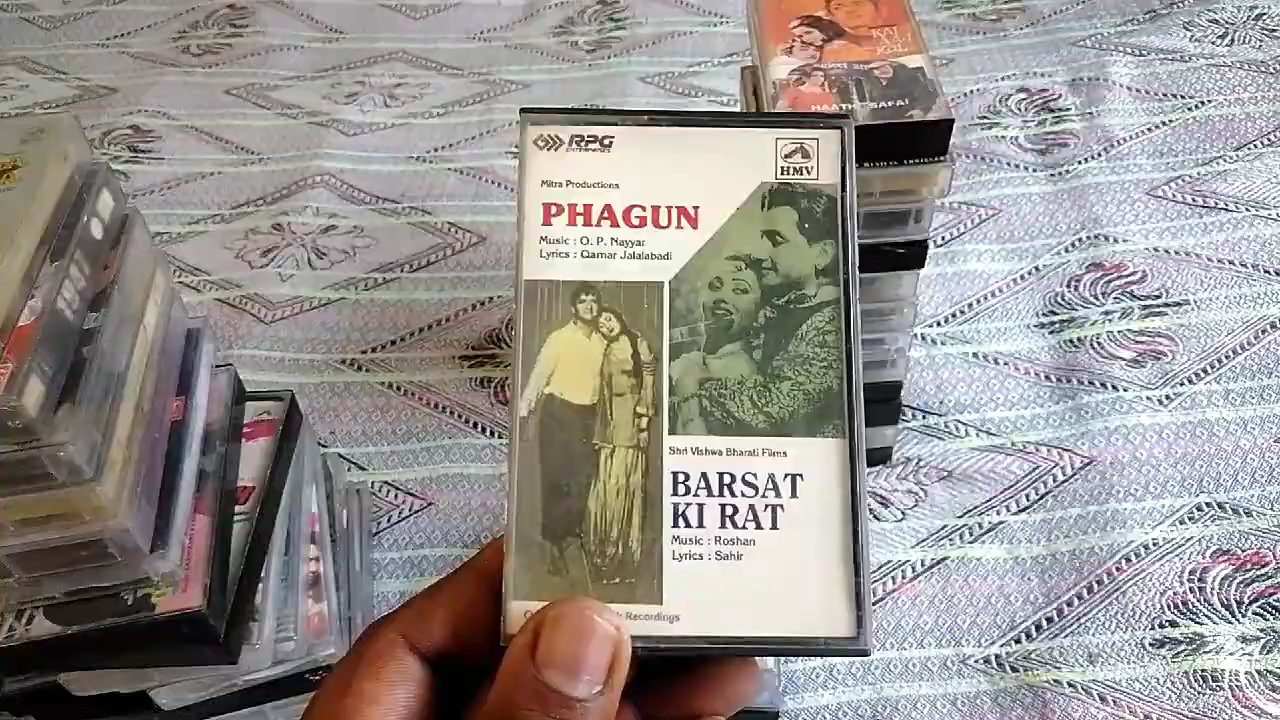 RPG
ENTERPRISES
HMV
Mitra Productions
PHAGUN
Music : O. P. Nayyar
Lyrics : Qamar Jalalabadi
Shri Vishwa Bharati Films
BARSAT
KI RAT
Music : Roshan
Lyrics : Sahir
Recordings
HAATH SAFAI